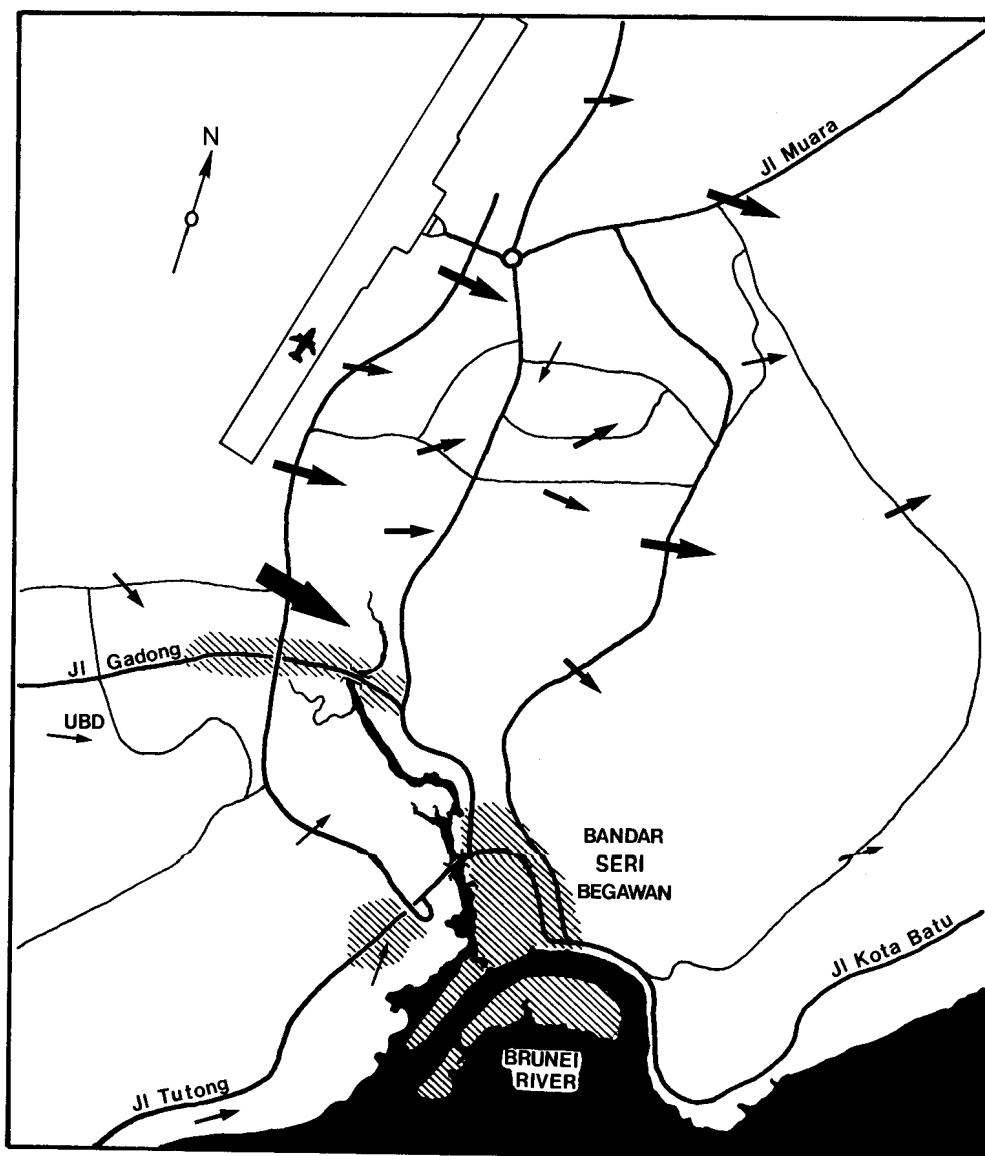 N
Jl Muara
Jl Gadong
UBD
BANDAR
SERI
BEGAWAN
Jl Kota Batu
BRUNEI
RIVER
Jl Tutong